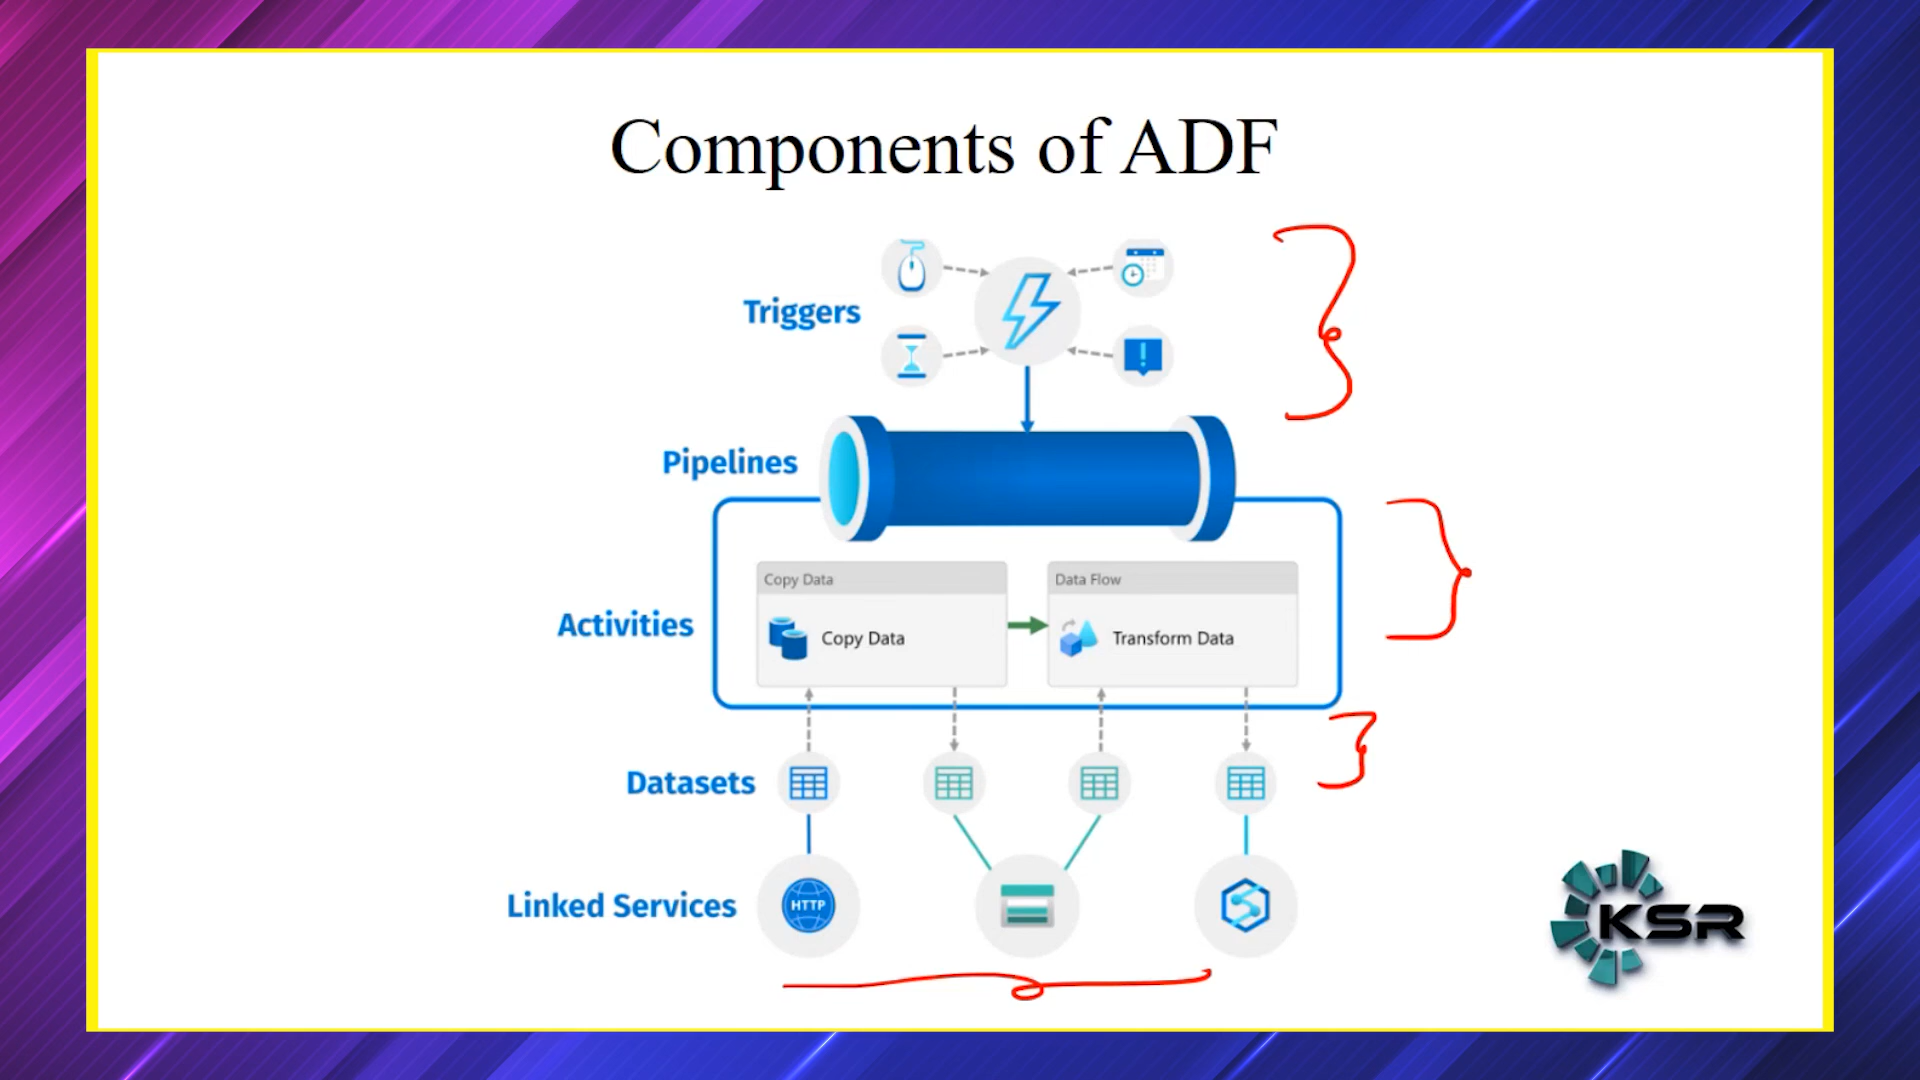 Components of ADF
Triggers
Pipelines
Copy Data
Data Flow
Activities
Copy Data
Transform Data
Datasets
Linked Services
HTTP
KSR